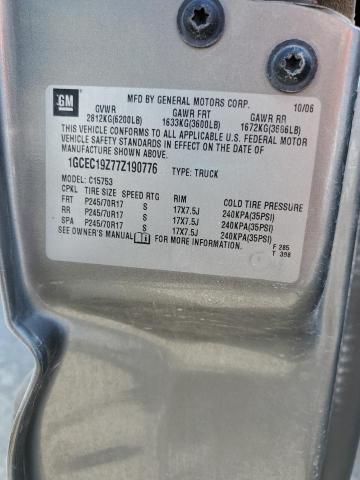 GM
MFD BY GENERAL MOTORS CORP. 10/06
GVWR GAWR FRT GAWR RR
2812KG(6200LB) 1633KG(3600LB) 1672KG(3686LB)
THIS VEHICLE CONFORMS TO ALL APPLICABLE U.S. FEDERAL MOTOR
VEHICLE SAFETY STANDARDS IN EFFECT ON THE DATE OF
MANUFACTURE SHOWN ABOVE.
1GCEC19Z77Z190776 TYPE: TRUCK
MODEL: C15753
CPKL TIRE SIZE SPEED RTG RIM COLD TIRE PRESSURE
FRT P245/70R17 S 17X7.5J 240KPA(35PSI)
RR P245/70R17 S 17X7.5J 240KPA(35PSI)
SPA P245/70R17 S 17X7.5J 240KPA(35PSI)
SEE OWNER'S MANUAL FOR ADDITIONAL INFORMATION. F 285
T 398